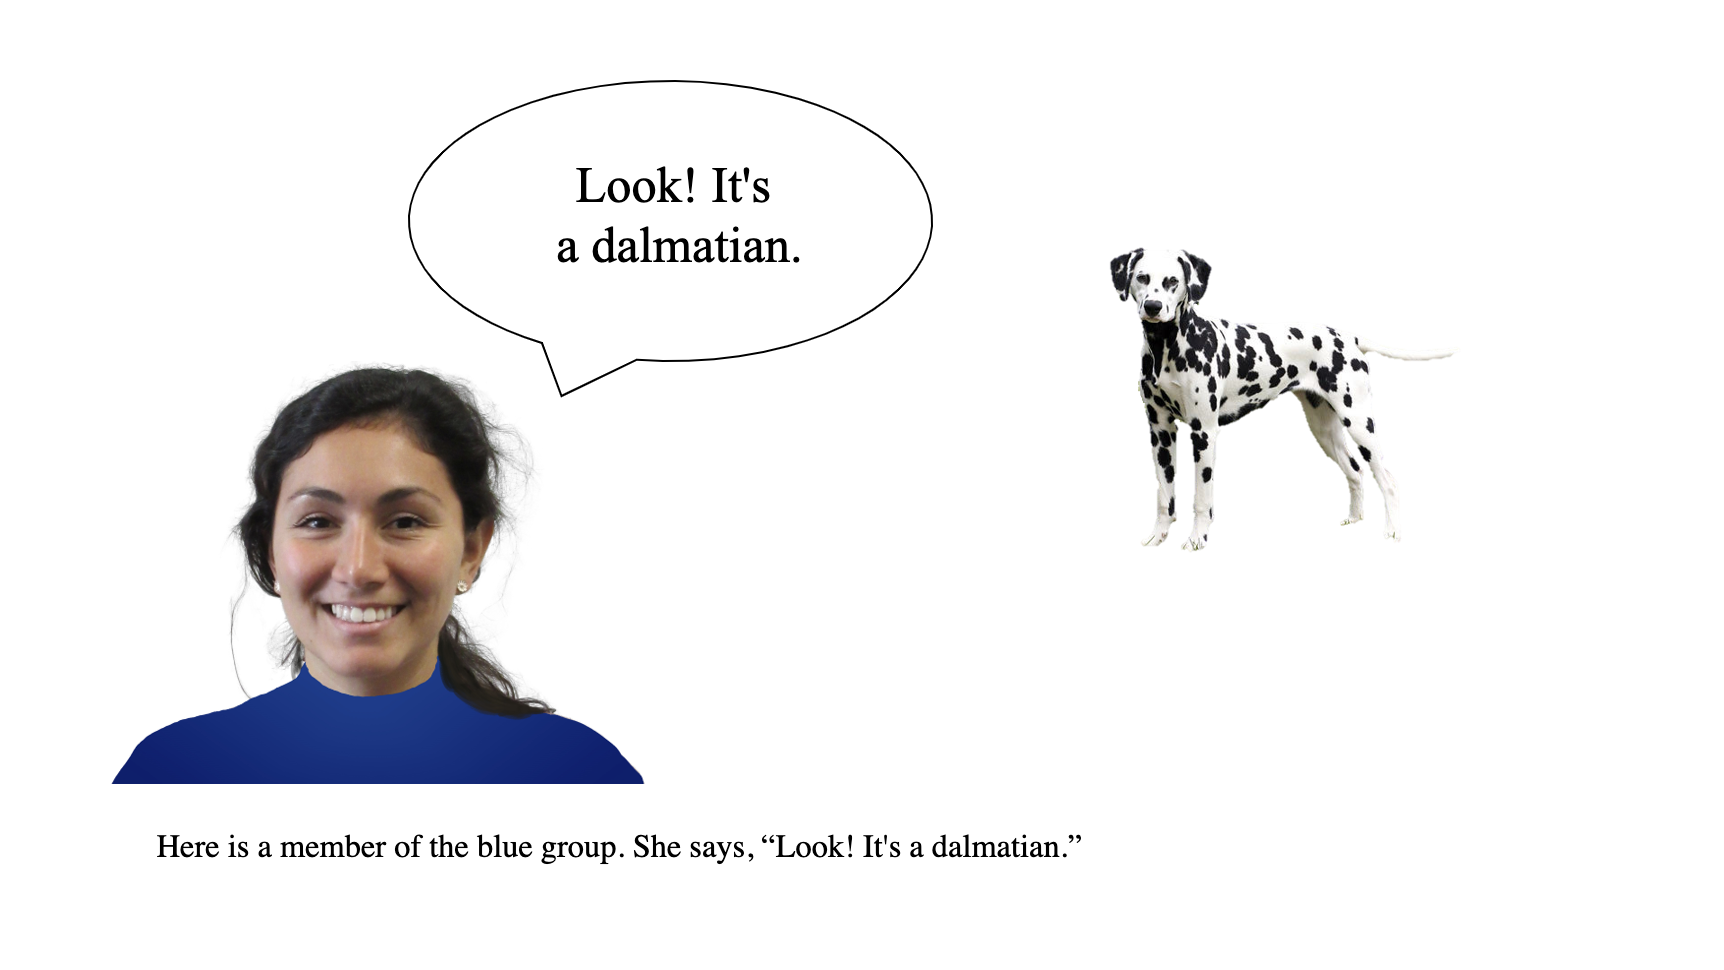 Look! It's
a dalmatian.
Here is a member of the blue group. She says, “Look! It's a dalmatian.”